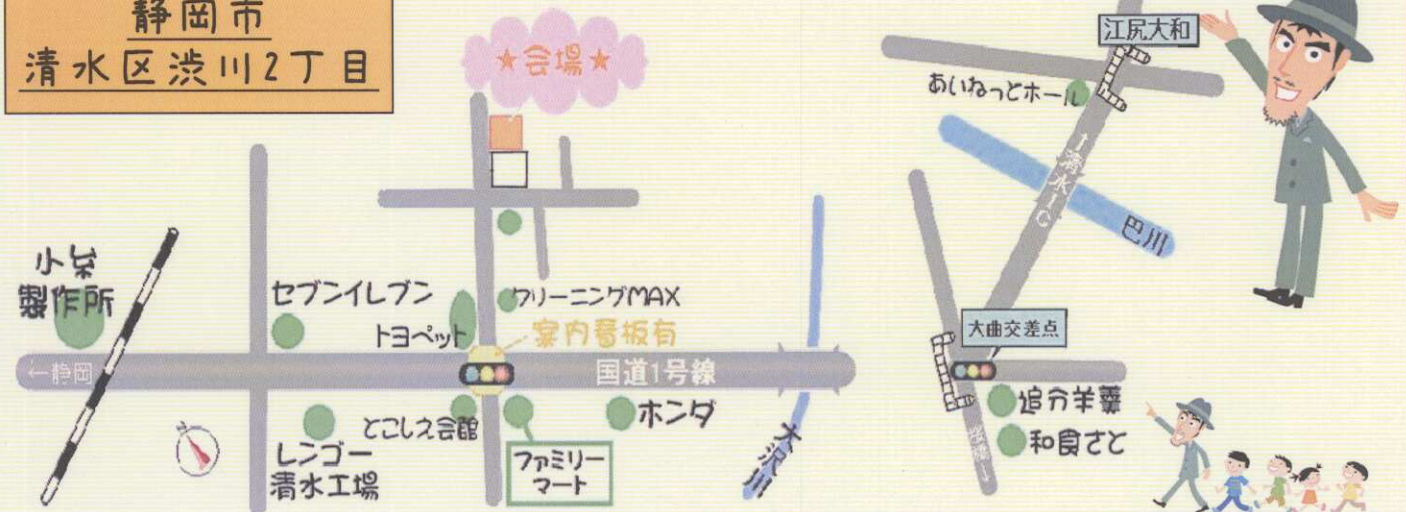 静岡市
清水区渋川2丁目
★会場★
小糸
製作所
セブンイレブン
トヨペット
クリーニングMAX
案内看板有
←静岡
国道1号線
レンゴー
清水工場
とこしえ会館
ファミリー
マート
ホンダ
大沢川
江尻大和
あいねっとホール
↑清水IC
巴川
大曲交差点
追分羊羹
和食さと